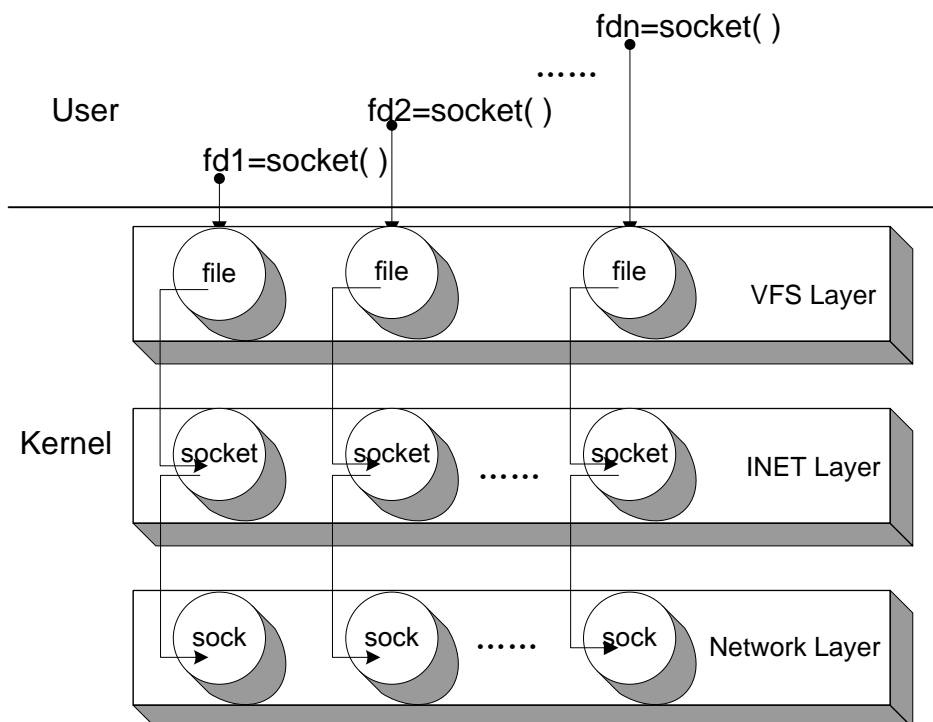 fdn=socket( )
......
User
fd2=socket( )
fd1=socket( )
file
file
file
VFS Layer
Kernel
socket
socket
......
socket
INET Layer
sock
sock
......
sock
Network Layer